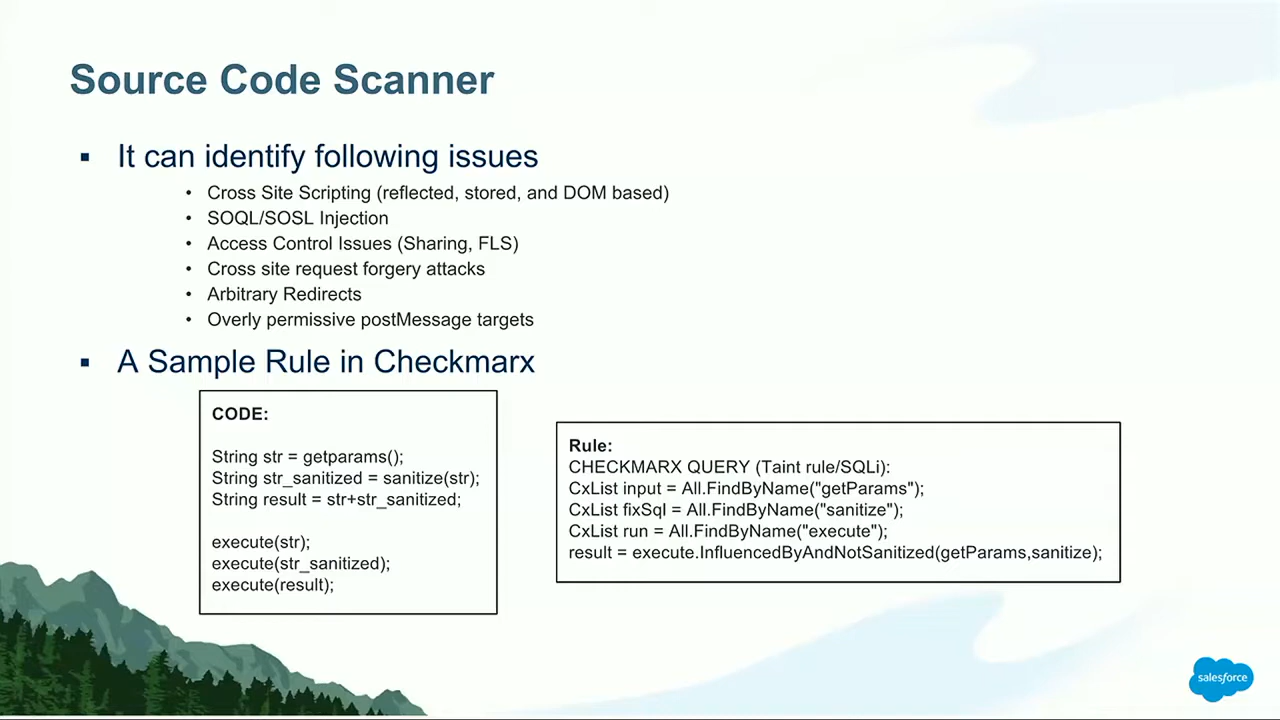 Source Code Scanner
▪ It can identify following issues
• Cross Site Scripting (reflected, stored, and DOM based)
• SOQL/SOSL Injection
• Access Control Issues (Sharing, FLS)
• Cross site request forgery attacks
• Arbitrary Redirects
• Overly permissive postMessage targets
▪ A Sample Rule in Checkmarx
CODE:
String str = getparams();
String str_sanitized = sanitize(str);
String result = str+str_sanitized;
execute(str);
execute(str_sanitized);
execute(result);
Rule:
CHECKMARX QUERY (Taint rule/SQLi):
CxList input = All.FindByName("getParams");
CxList fixSql = All.FindByName("sanitize");
CxList run = All.FindByName("execute");
result = execute.InfluencedByAndNotSanitized(getParams,sanitize);
salesforce